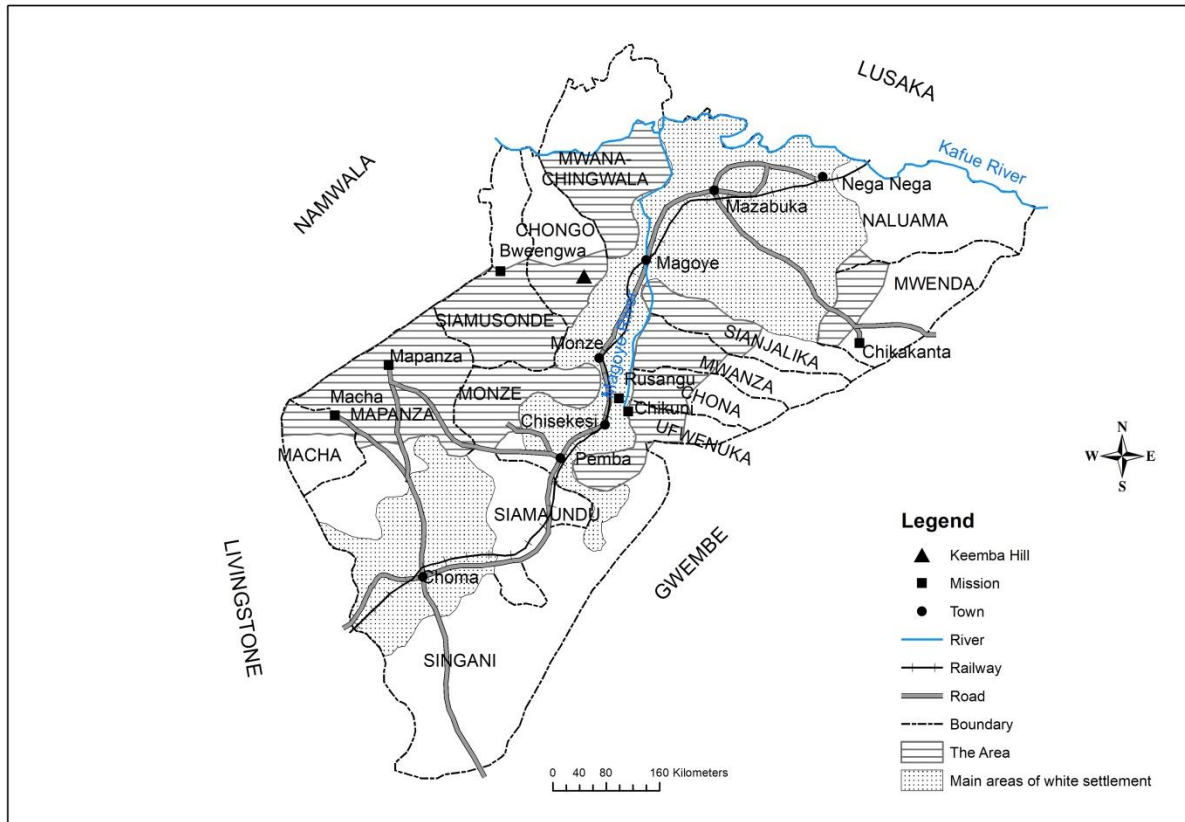 LUSAKA
Kafue River
NAMWALA
MWANA-
CHINGWALA
Nega Nega
Mazabuka
NALUAMA
CHONGO
Bweengwa
Magoye
MWENDA
SIAMUSONDE
Magoye River
SIANJALIKA
Chikakanta
Monze
MWANZA
Mapanza
Rusangu
CHONA
Macha
MONZE
Chikuni
MAPANZA
Chisekesi
UFWENUKA
MACHA
Pemba
SIAMAUNDU
GWEMBE
LIVINGSTONE
Choma
SINGANI
N
W
E
S
Legend
Keemba Hill
Mission
Town
River
Railway
Road
Boundary
The Area
Main areas of white settlement
0 40 80 160 Kilometers